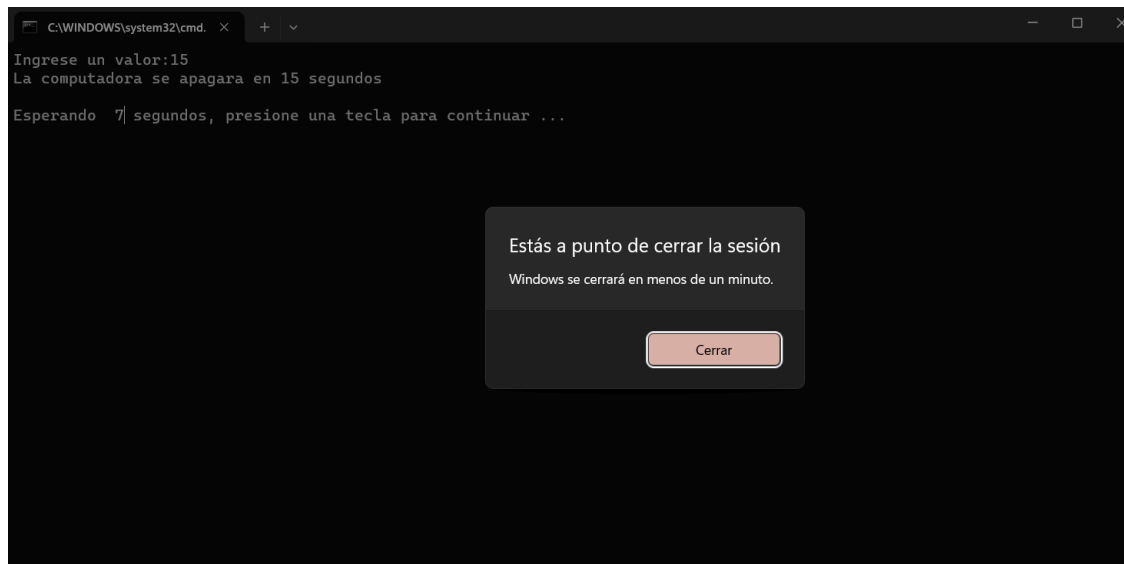 C:\WINDOWS\system32\cmd.
Ingrese un valor:15
La computadora se apagara en 15 segundos
Esperando  7 segundos, presione una tecla para continuar ...
Estás a punto de cerrar la sesión
Windows se cerrará en menos de un minuto.
Cerrar